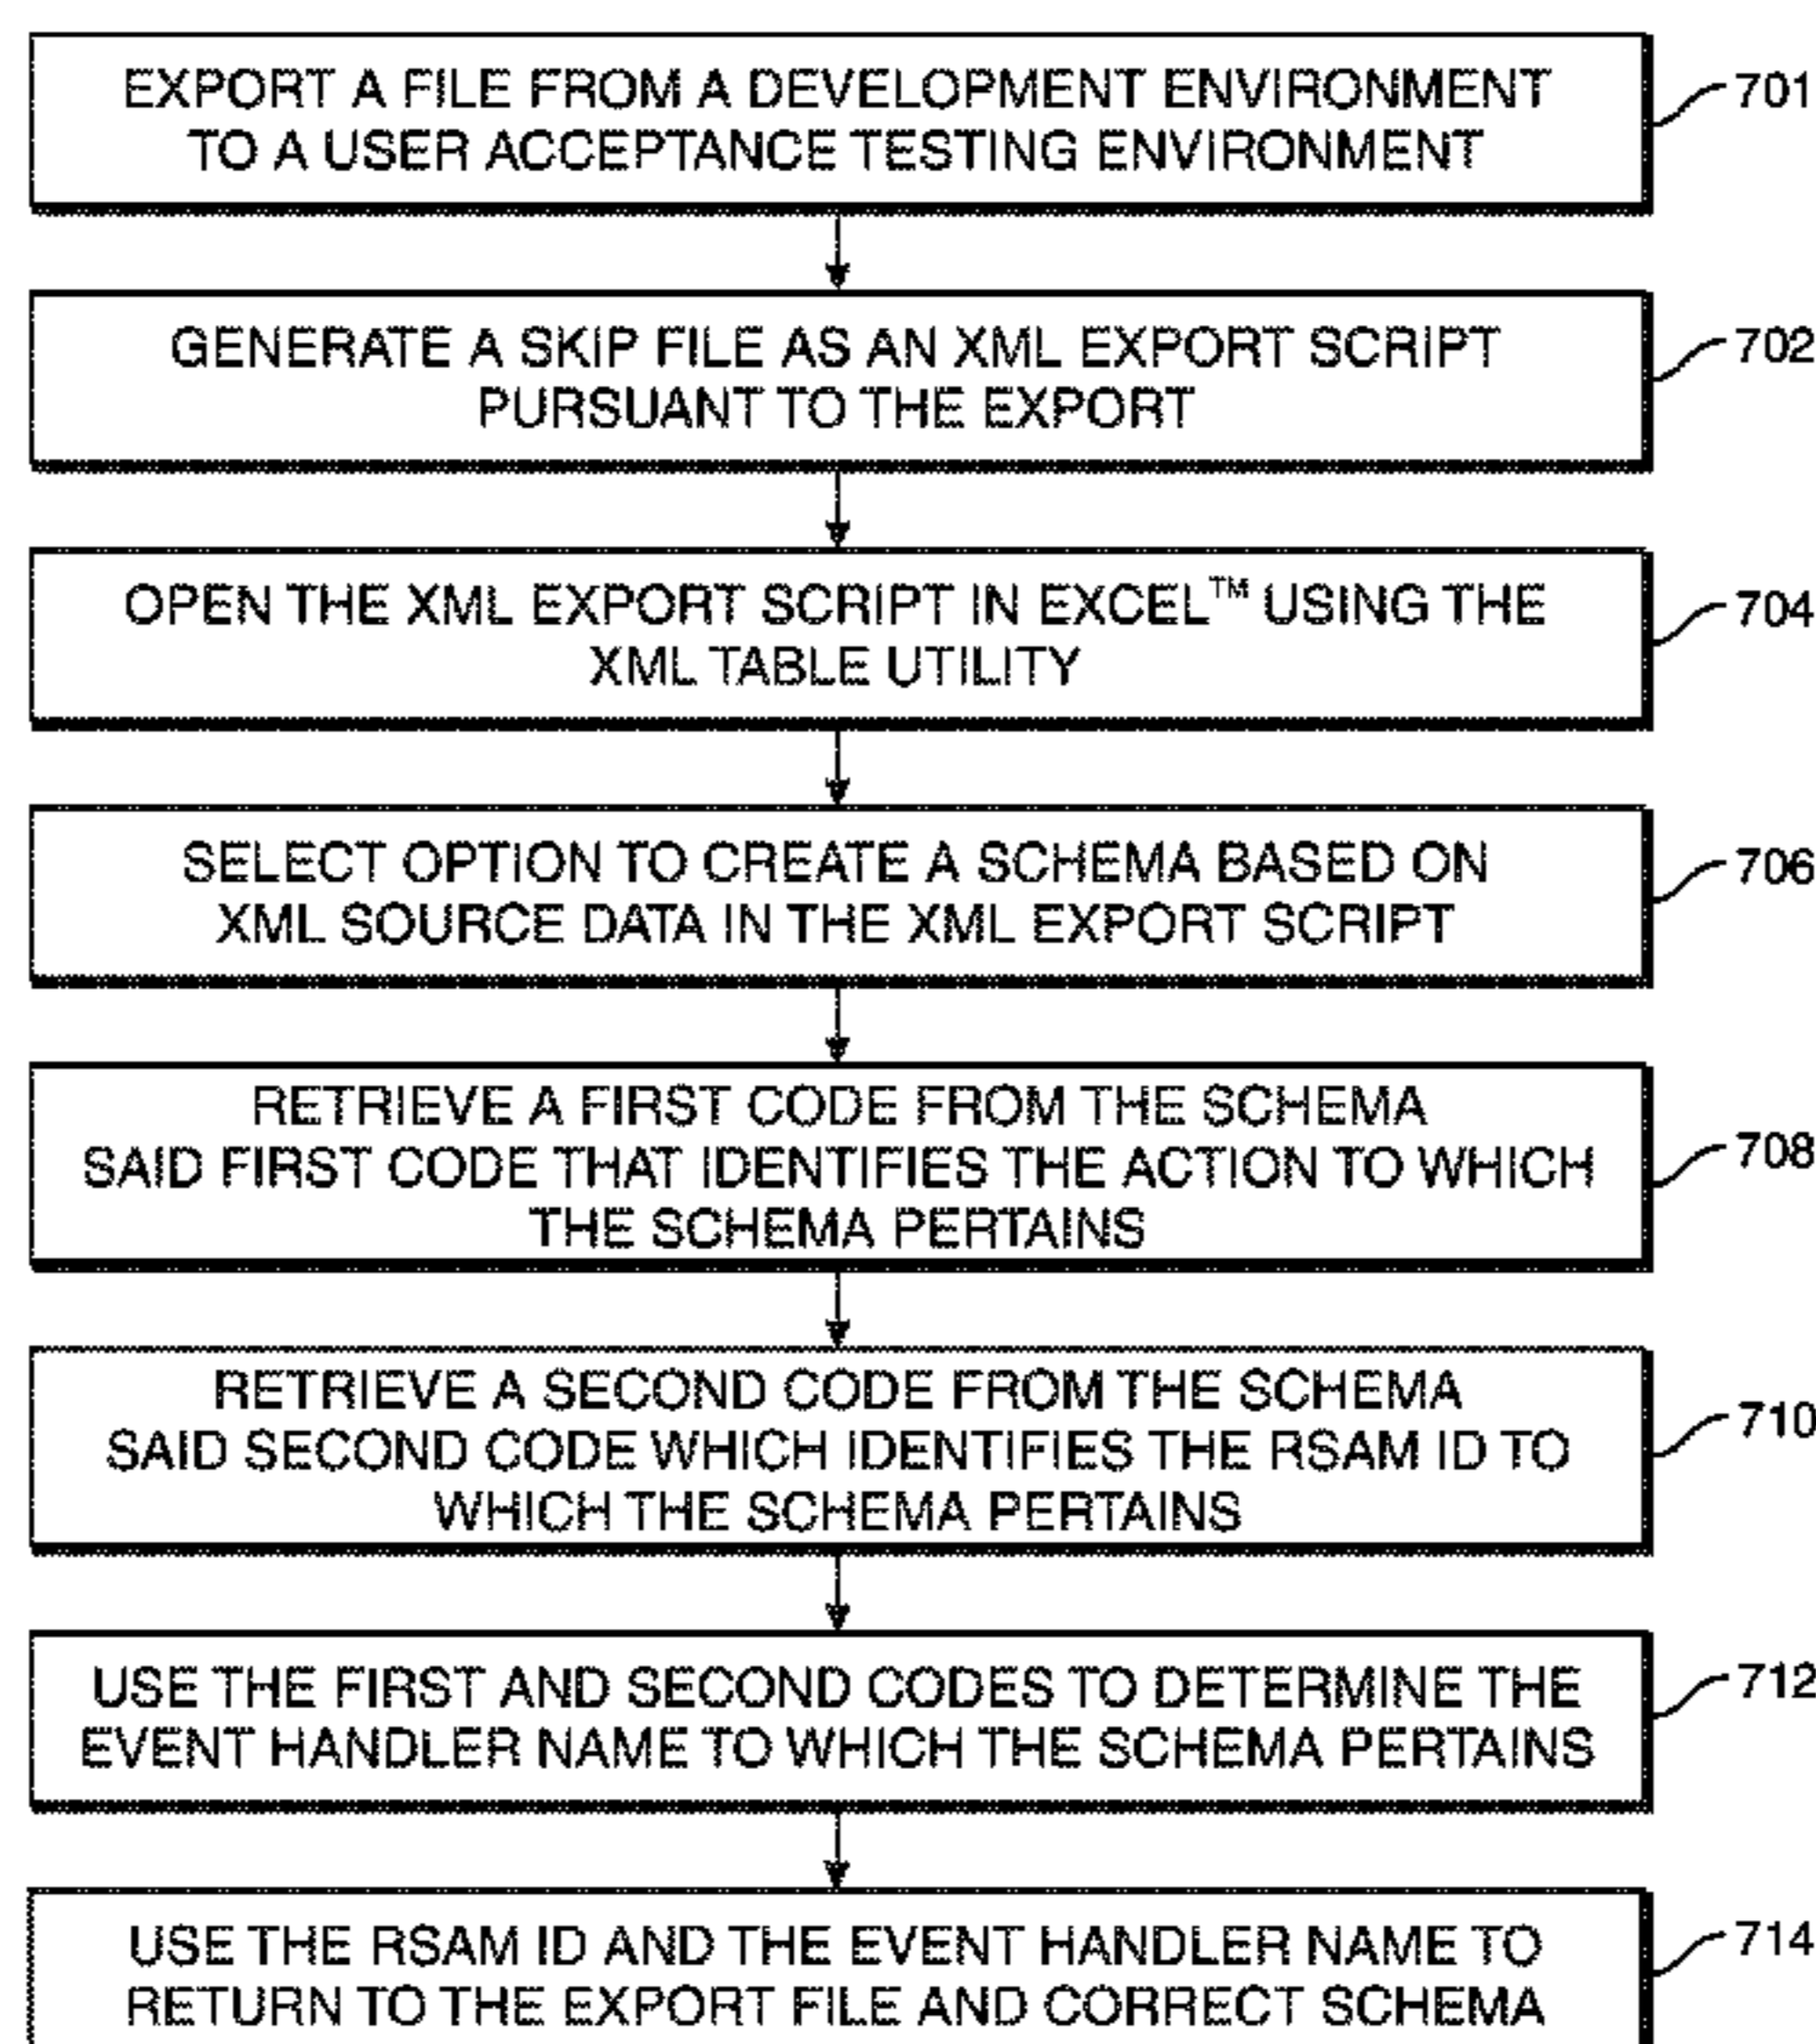 EXPORT A FILE FROM A DEVELOPMENT ENVIRONMENT
TO A USER ACCEPTANCE TESTING ENVIRONMENT
701
GENERATE A SKIP FILE AS AN XML EXPORT SCRIPT
PURSUANT TO THE EXPORT
702
OPEN THE XML EXPORT SCRIPT IN EXCEL™ USING THE
XML TABLE UTILITY
704
SELECT OPTION TO CREATE A SCHEMA BASED ON
XML SOURCE DATA IN THE XML EXPORT SCRIPT
706
RETRIEVE A FIRST CODE FROM THE SCHEMA
SAID FIRST CODE THAT IDENTIFIES THE ACTION TO WHICH
THE SCHEMA PERTAINS
708
RETRIEVE A SECOND CODE FROM THE SCHEMA
SAID SECOND CODE WHICH IDENTIFIES THE RSAM ID TO
WHICH THE SCHEMA PERTAINS
710
USE THE FIRST AND SECOND CODES TO DETERMINE THE
EVENT HANDLER NAME TO WHICH THE SCHEMA PERTAINS
712
USE THE RSAM ID AND THE EVENT HANDLER NAME TO
RETURN TO THE EXPORT FILE AND CORRECT SCHEMA
714